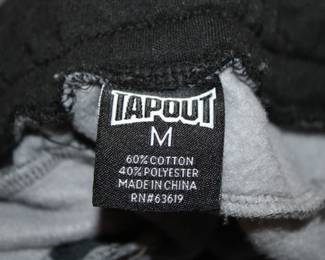 TAPOUT
M
60% COTTON
40% POLYESTER
MADE IN CHINA
RN#63619